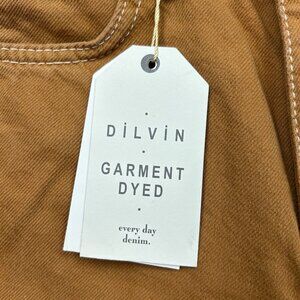 DİLVİN
GARMENT
DYED
every day
denim.